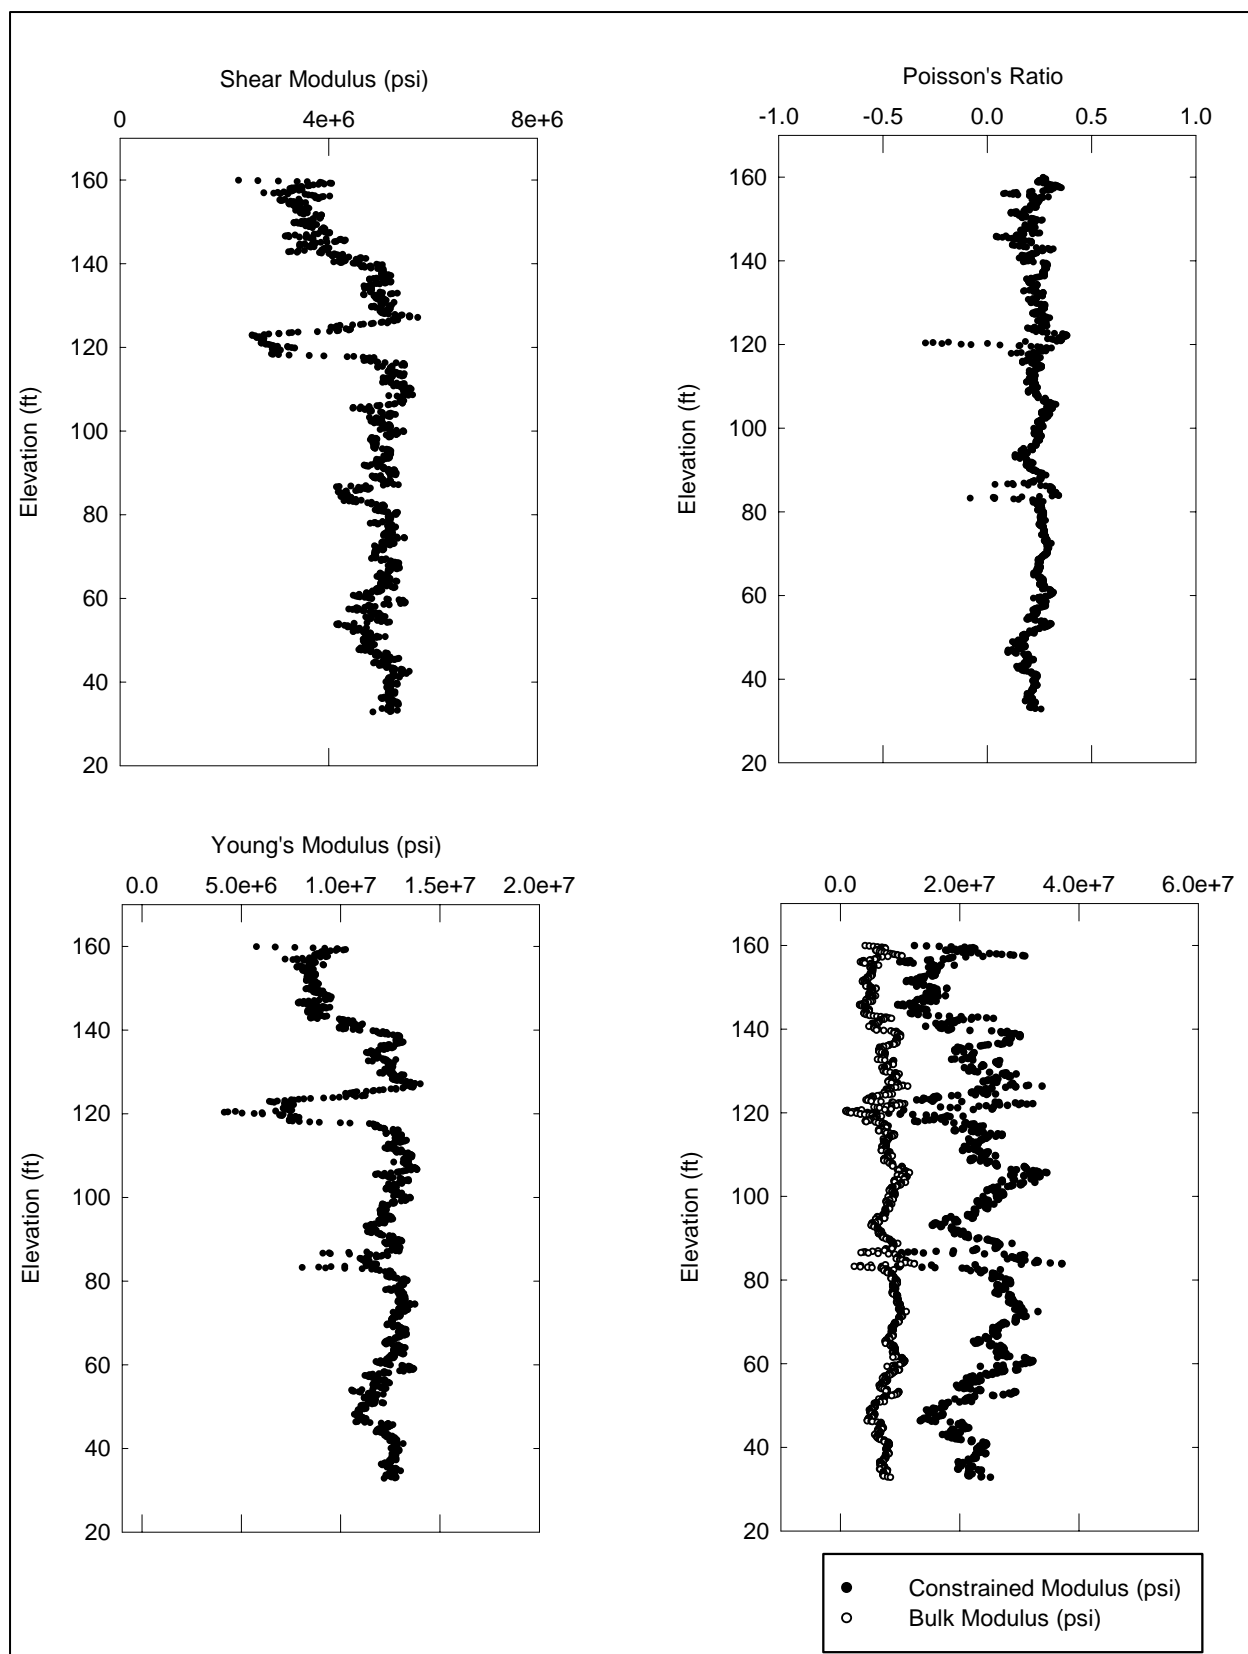 Shear Modulus (psi)
0 4e+6 8e+6
160
140
120
100
80
60
40
20
Elevation (ft)
Poisson's Ratio
-1.0 -0.5 0.0 0.5 1.0
160
140
120
100
80
60
40
20
Elevation (ft)
Young's Modulus (psi)
0.0 5.0e+6 1.0e+7 1.5e+7 2.0e+7
160
140
120
100
80
60
40
20
Elevation (ft)
0.0 2.0e+7 4.0e+7 6.0e+7
160
140
120
100
80
60
40
20
Elevation (ft)
Constrained Modulus (psi)
Bulk Modulus (psi)